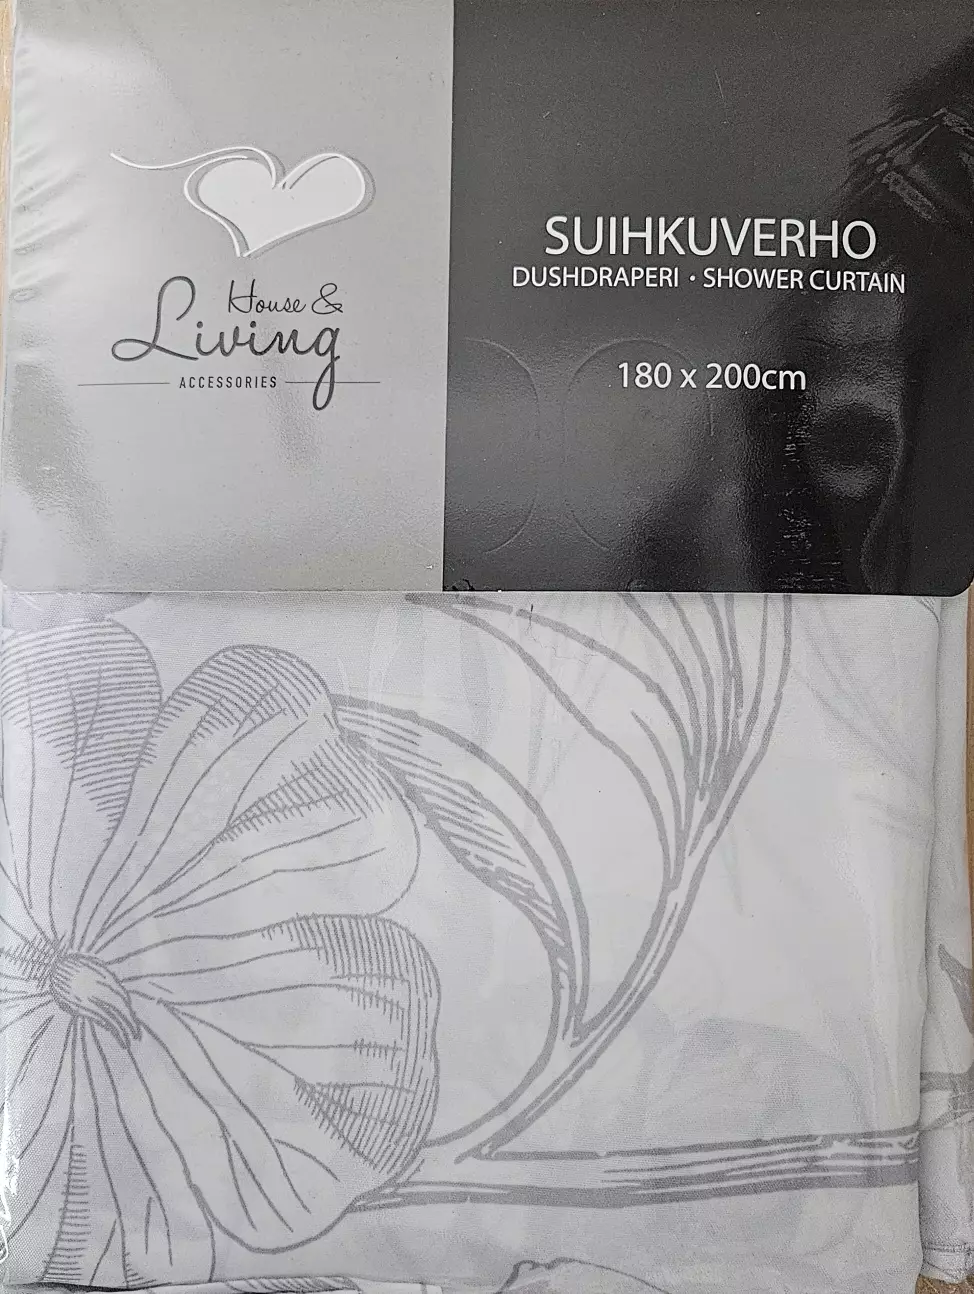 House &
Living
ACCESSORIES
SUIHKUVERHO
DUSHDRAPERI • SHOWER CURTAIN
180 x 200cm